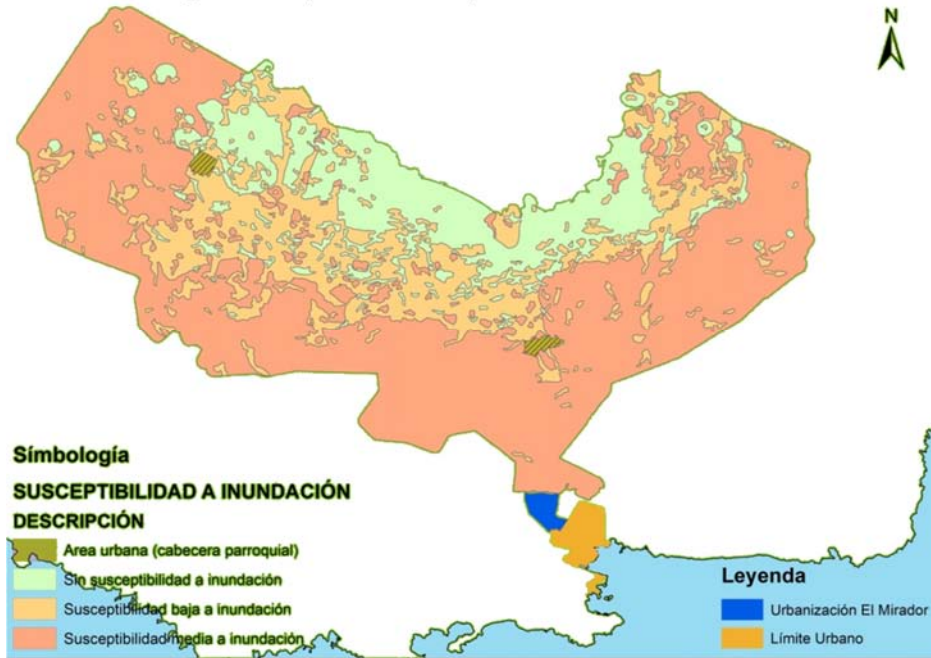 N
Símbología
SUSCEPTIBILIDAD A INUNDACIÓN
DESCRIPCIÓN
Area urbana (cabecera parroquial)
Sin susceptibilidad a inundación
Susceptibilidad baja a inundación
Susceptibilidad media a inundación
Leyenda
Urbanización El Mirador
Límite Urbano